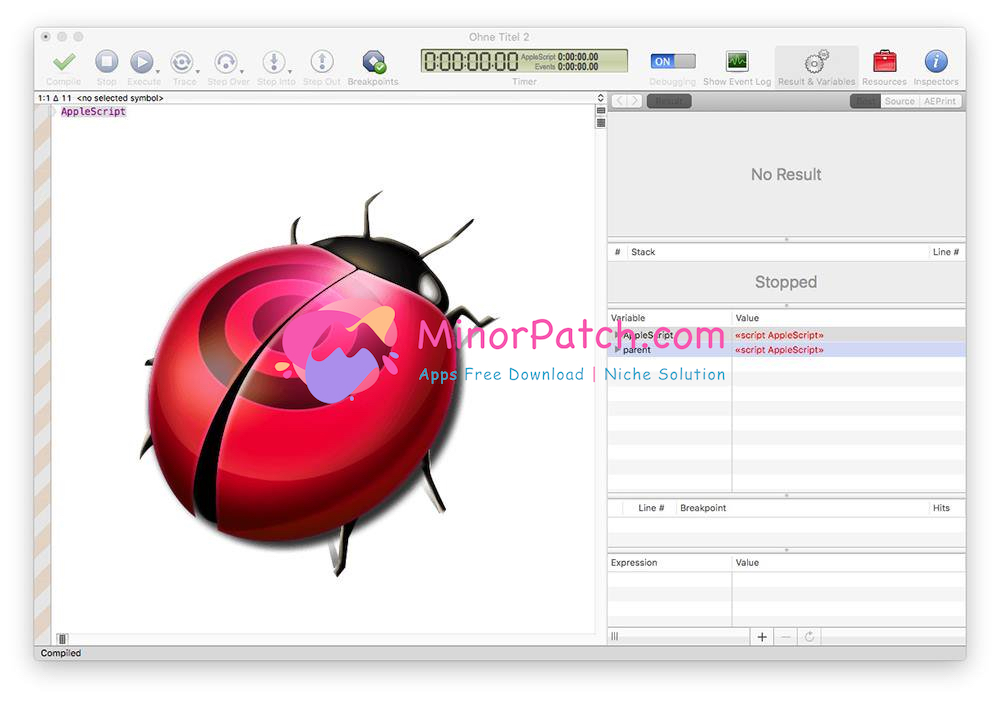 Ohne Titel 2
Compile
Stop
Execute
Trace
Step Over
Step Into
Step Out
Breakpoints
0:00:00.00
AppleScript 0:00:00.00
Events 0:00:00.00
Timer
ON
Debugging
Show Event Log
Result & Variables
Resources
Inspectors
1:1 Δ 11 <no selected symbol>
Result
Best
Source
AEPrint
AppleScript
No Result
# Stack Line #
Stopped
Variable Value
AppleScript «script AppleScript»
parent «script AppleScript»
MinorPatch.com
Apps Free Download | Niche Solution
Line # Breakpoint Hits
Expression Value
Compiled